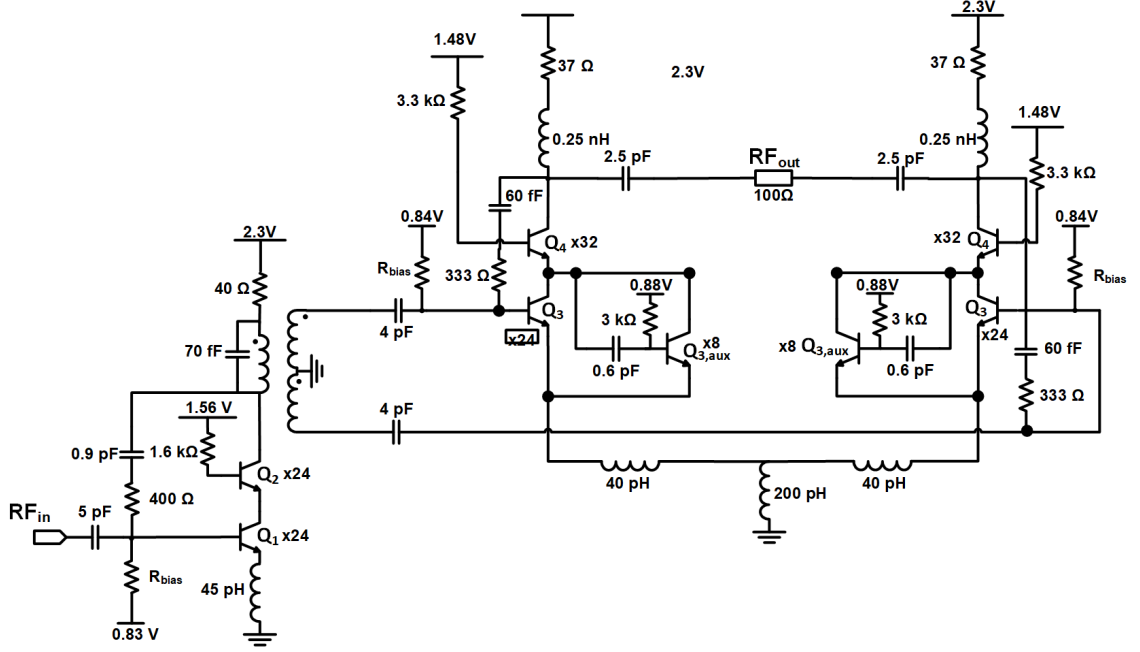 2.3V
1.48V
37 Ω
2.3V
37 Ω
3.3 kΩ
1.48V
0.25 nH
0.25 nH
2.5 pF
RFout
2.5 pF
3.3 kΩ
60 fF
100Ω
0.84V
0.84V
2.3V
Q4 x32
x32 Q4
Rbias
333 Ω
0.88V
0.88V
Rbias
40 Ω
Q3
Q3
4 pF
x24
3 kΩ
3 kΩ
x24
70 fF
x8
Q3,aux
x8 Q3,aux
60 fF
0.6 pF
0.6 pF
333 Ω
1.56 V
4 pF
0.9 pF
1.6 kΩ
Q2 x24
40 pH
40 pH
400 Ω
200 pH
RFin
5 pF
Q1 x24
Rbias
45 pH
0.83 V